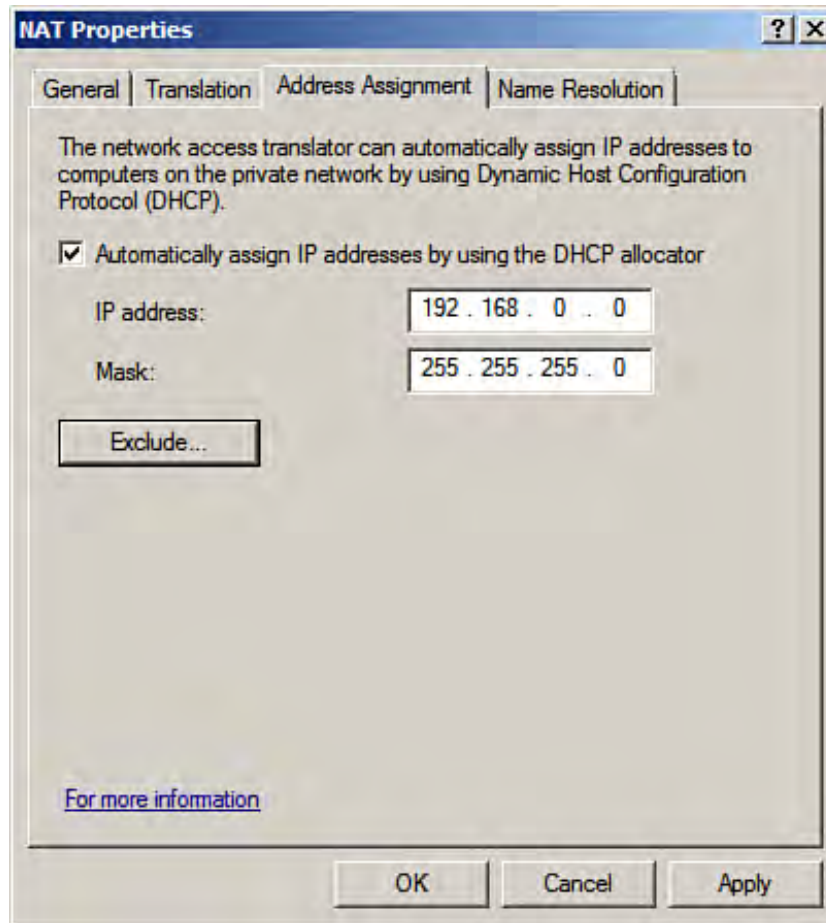 NAT Properties
General Translation Address Assignment Name Resolution
The network access translator can automatically assign IP addresses to
computers on the private network by using Dynamic Host Configuration
Protocol (DHCP).
Automatically assign IP addresses by using the DHCP allocator
IP address: 192 . 168 . 0 . 0
Mask: 255 . 255 . 255 . 0
Exclude...
For more information
OK Cancel Apply